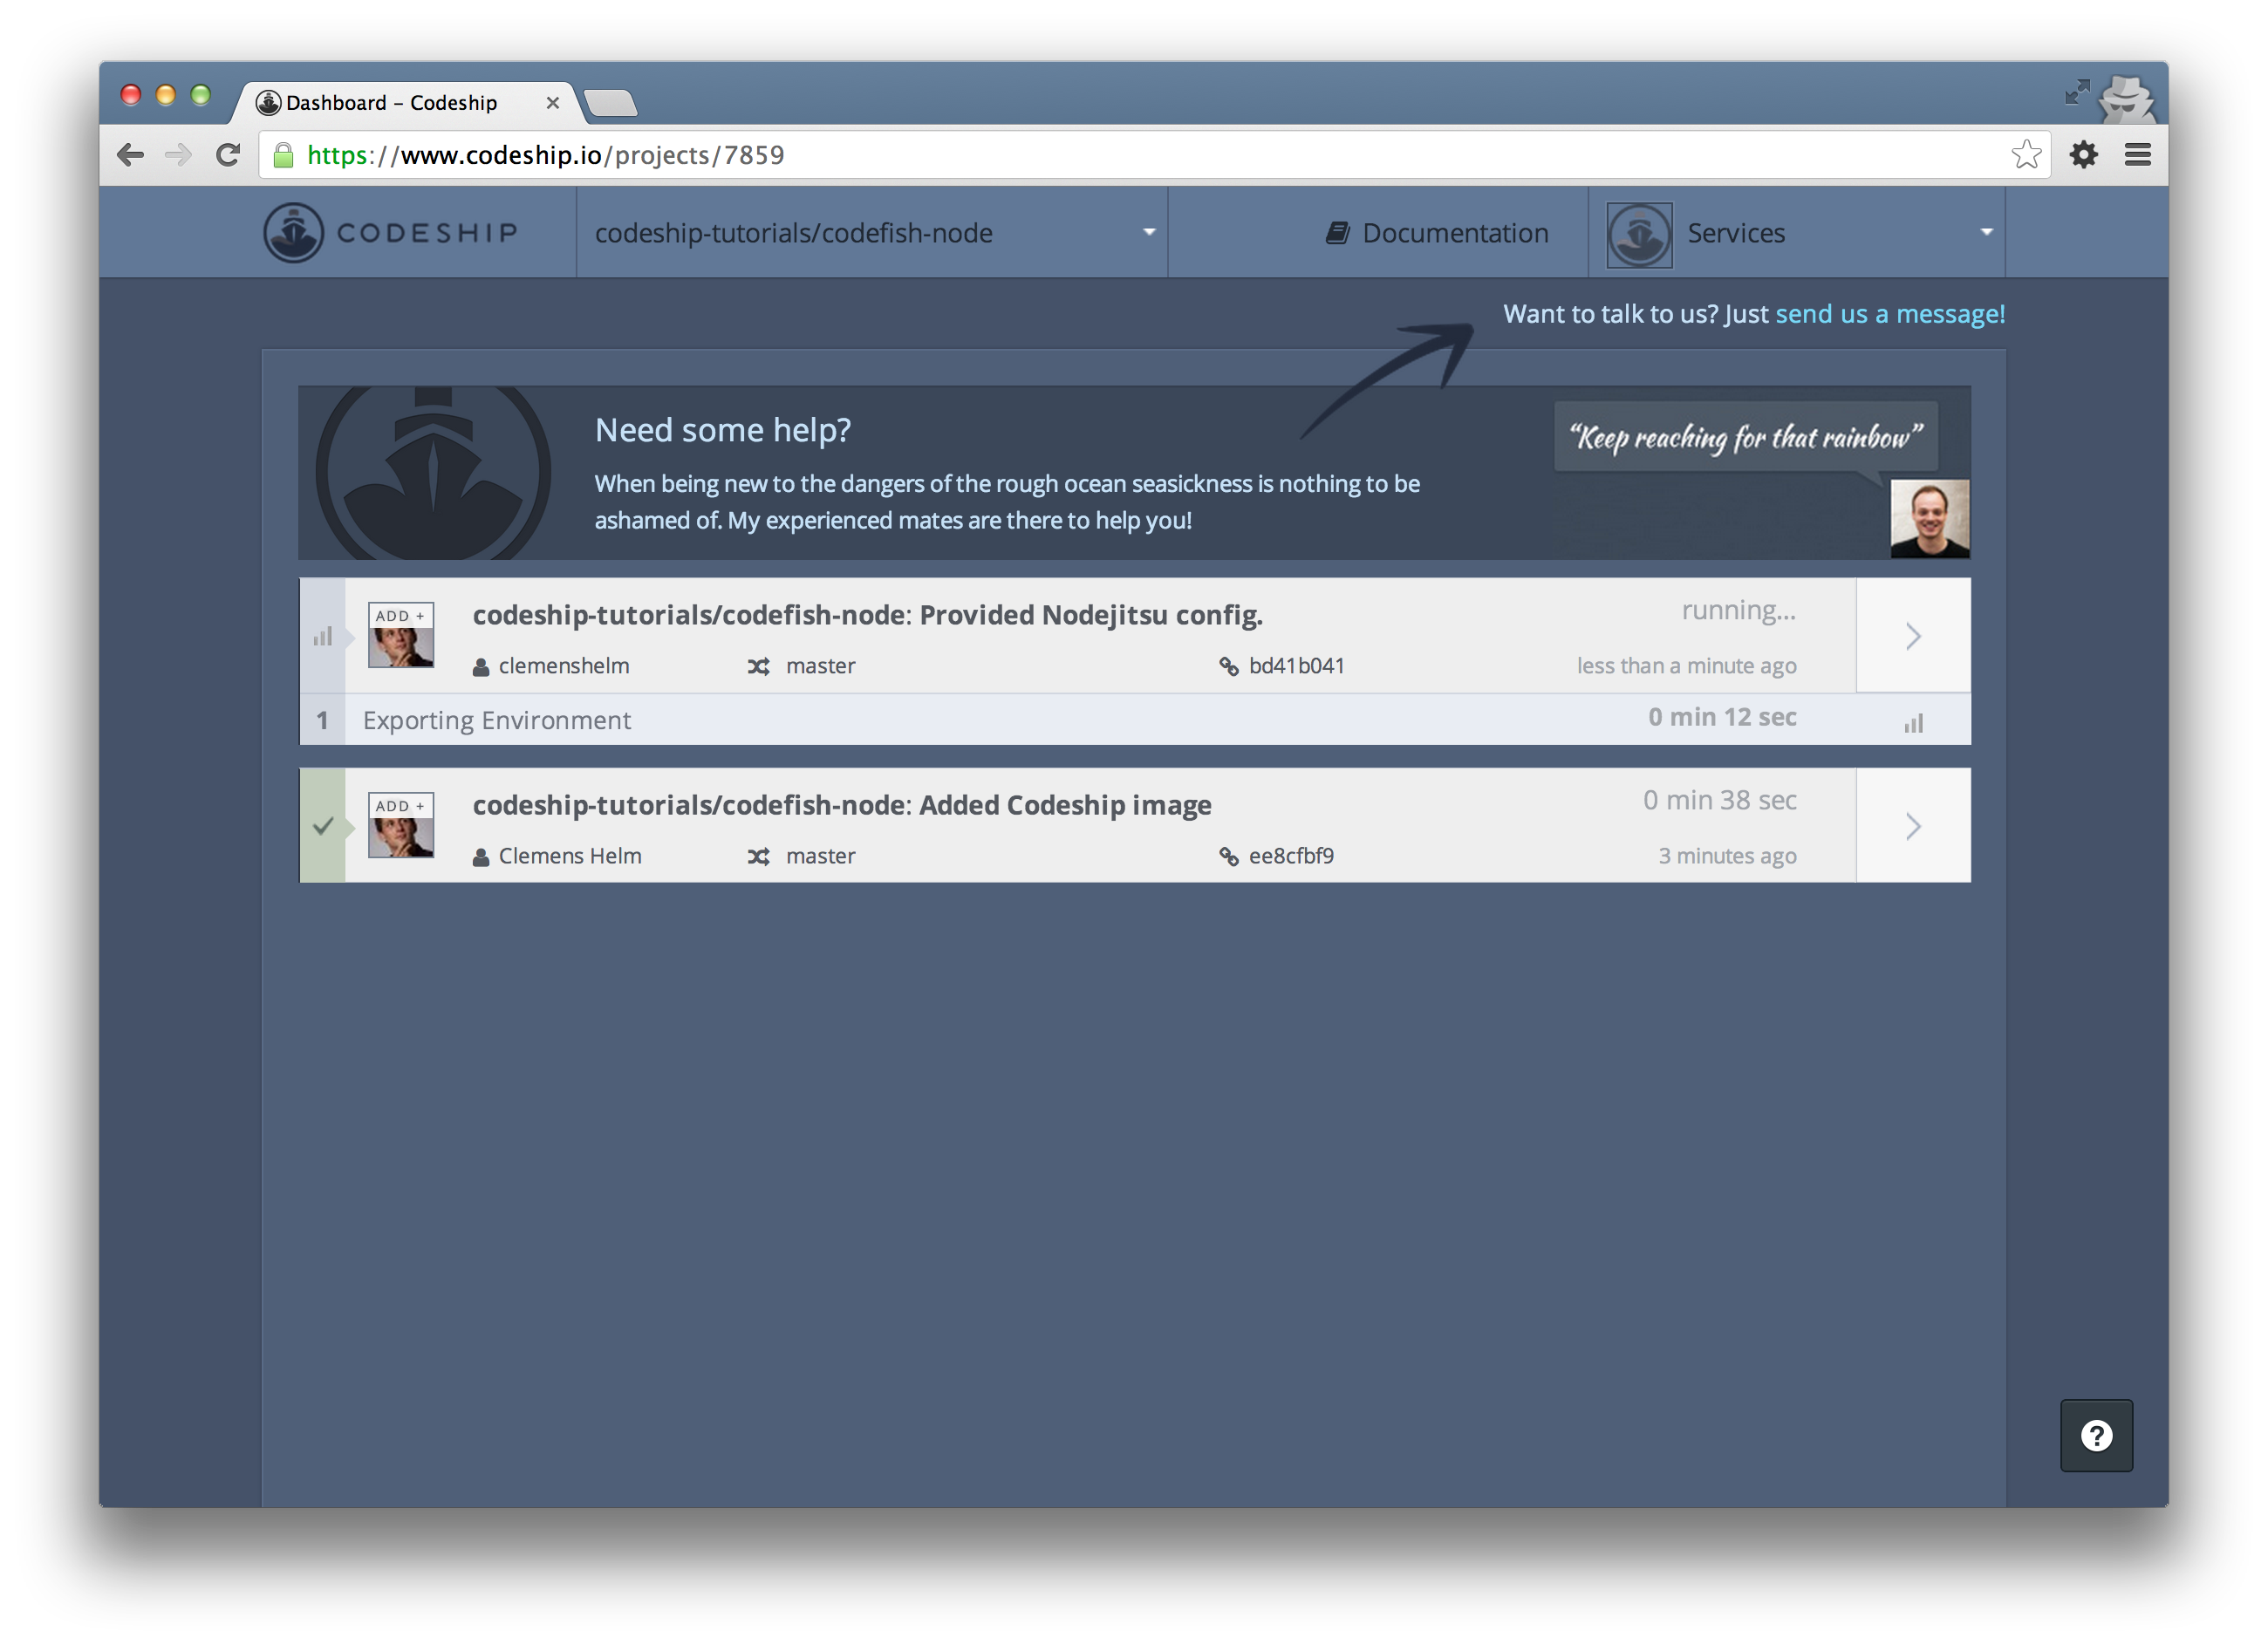 Dashboard – Codeship
https://www.codeship.io/projects/7859
CODESHIP
codeship-tutorials/codefish-node
Documentation
Services
Want to talk to us? Just send us a message!
Need some help?
When being new to the dangers of the rough ocean seasickness is nothing to be
ashamed of. My experienced mates are there to help you!
“Keep reaching for that rainbow”
ADD +
codeship-tutorials/codefish-node: Provided Nodejitsu config.
running...
clemenshelm
master
bd41b041
less than a minute ago
1
Exporting Environment
0 min 12 sec
ADD +
codeship-tutorials/codefish-node: Added Codeship image
0 min 38 sec
Clemens Helm
master
ee8cfbf9
3 minutes ago
?